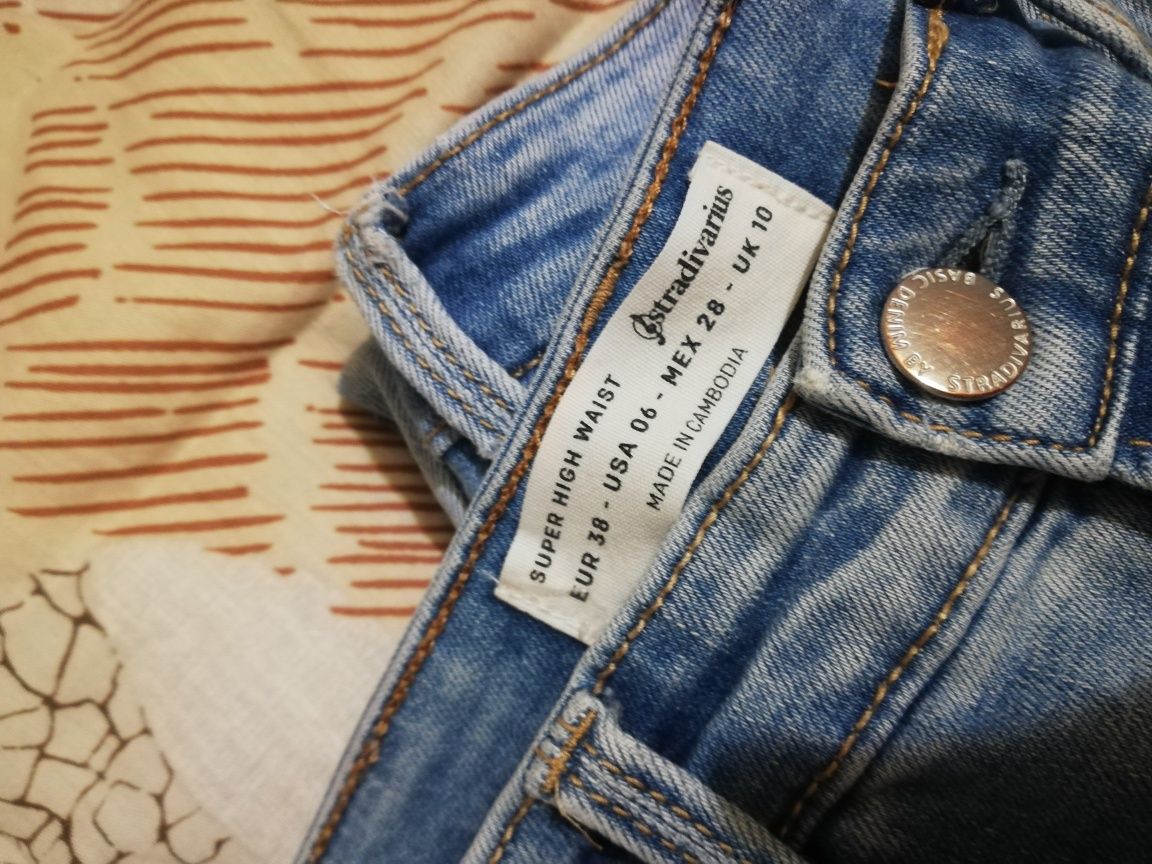 stradivarius
SUPER HIGH WAIST
EUR 38 - USA 06 - MEX 28 - UK 10
MADE IN CAMBODIA
BASIC DENIM BY STRADIVARIUS